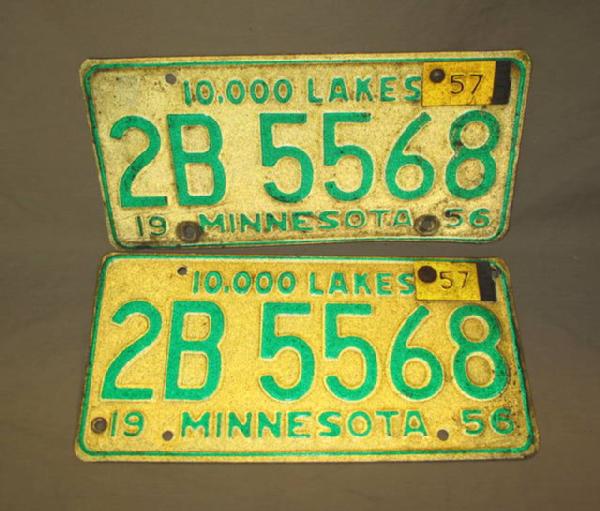 10,000 LAKES 57
2B 5568
19 MINNESOTA 56
10,000 LAKES 57
2B 5568
19 MINNESOTA 56